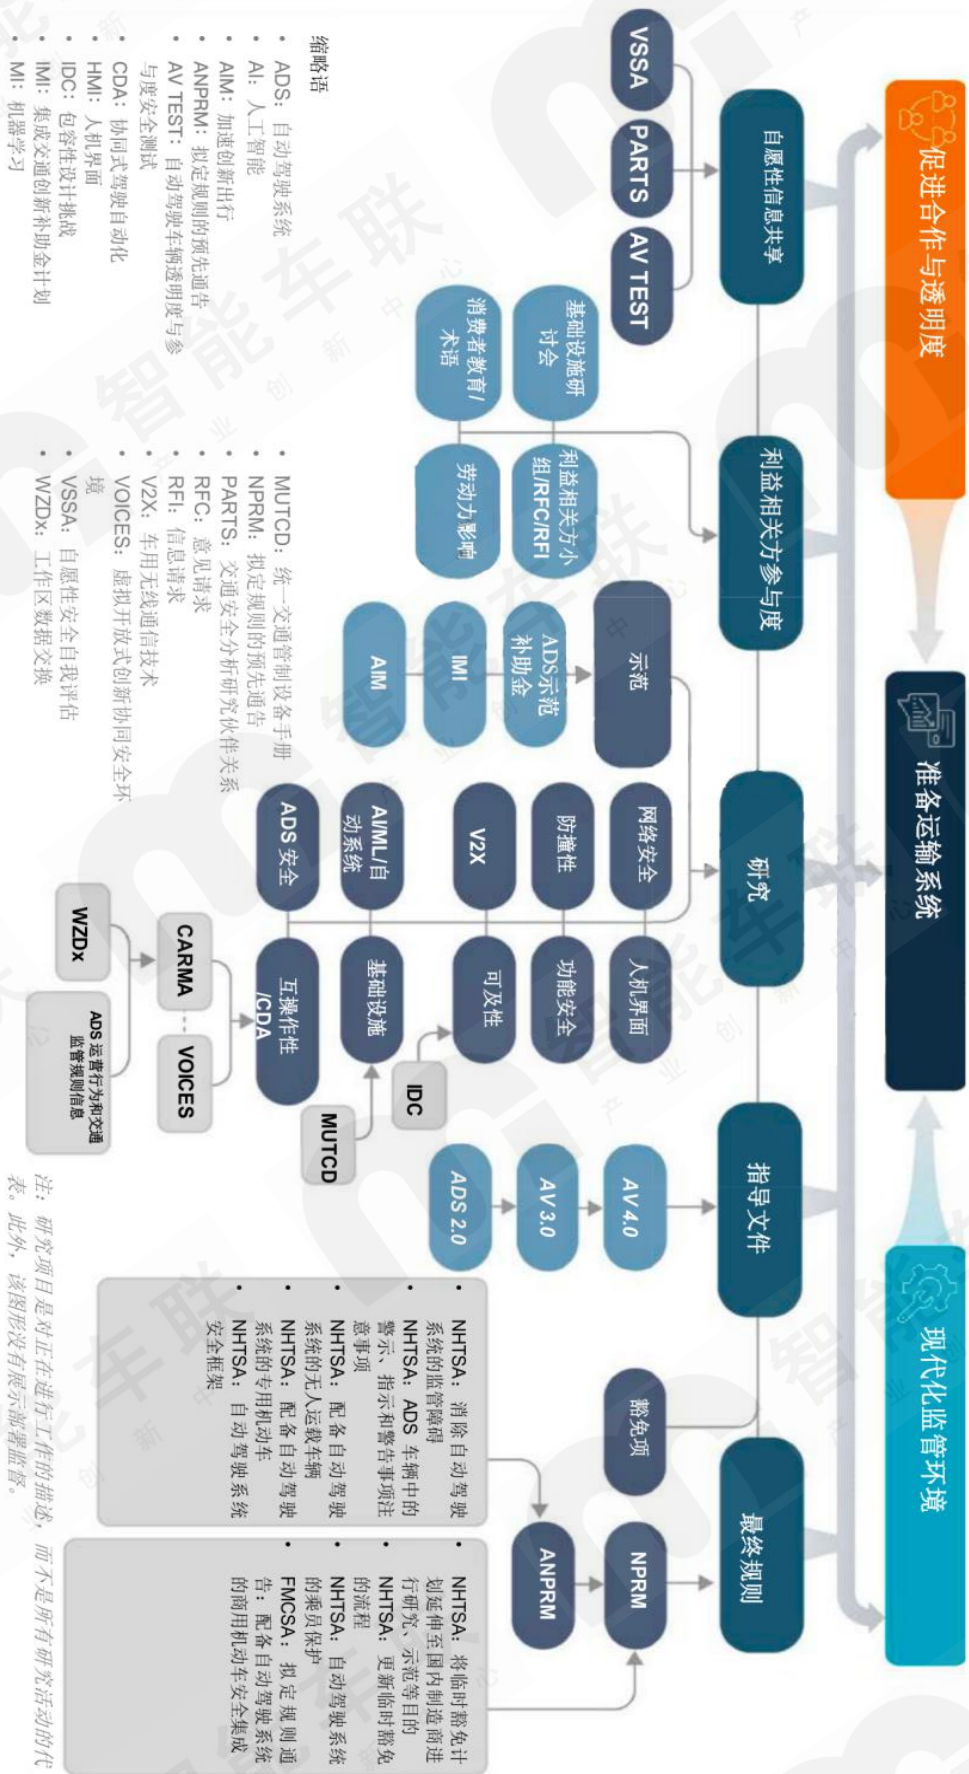 促进合作与透明度
准备运输系统
现代化监管环境
自愿性信息共享
利益相关方参与度
研究
指导文件
最终规则
VSSA
PARTS
AV TEST
基础设施研
讨会
利益相关方小
组/RFC/RFI
消费者教育/
术语
劳动力影响
示范
ADS示范
补助金
IMI
AIM
网络安全
人机界面
防撞性
功能安全
V2X
可及性
AI/ML/自
动系统
基础设施
ADS 安全
互操作性
/CDA
IDC
MUTCD
CARMA
VOICES
WZDx
ADS 运营行为和交通
监管规则信息
AV 4.0
AV 3.0
ADS 2.0
豁免项
NPRM
ANPRM
• NHTSA：消除自动驾驶
系统的监管障碍
• NHTSA：ADS 车辆中的
警示、指示和警告事项注
意事项
• NHTSA：配备自动驾驶
系统的无人运载车辆
• NHTSA：配备自动驾驶
系统的专用机动车
• NHTSA：自动驾驶系统
安全框架
• NHTSA：将临时豁免计
划延伸至国内制造商进
行研究、示范等目的
• NHTSA：更新临时豁免
的流程
• NHTSA：自动驾驶系统
的乘员保护
• FMCSA：拟定规则通
告：配备自动驾驶系统
的商用机动车安全集成
缩略语
• ADS：自动驾驶系统
• AI：人工智能
• AIM：加速创新出行
• ANPRM：拟定规则的预先通告
• AV TEST：自动驾驶车辆透明度与参
与度安全测试
• CDA：协同式驾驶自动化
• HMI：人机界面
• IDC：包容性设计挑战
• IMI：集成交通创新补助金计划
• MI：机器学习
• MUTCD：统一交通管制设备手册
• NPRM：拟定规则的预先通告
• PARTS：交通安全分析研究伙伴关系
• RFC：意见请求
• RFI：信息请求
• V2X：车用无线通信技术
• VOICES：虚拟开放式创新协同安全环
境
• VSSA：自愿性安全自我评估
• WZDx：工作区数据交换
注：研究项目是对正在进行工作的描述，而不是所有研究活动的代
表。此外，该图形没有展示部署监督。
智能车联
产业创新中心